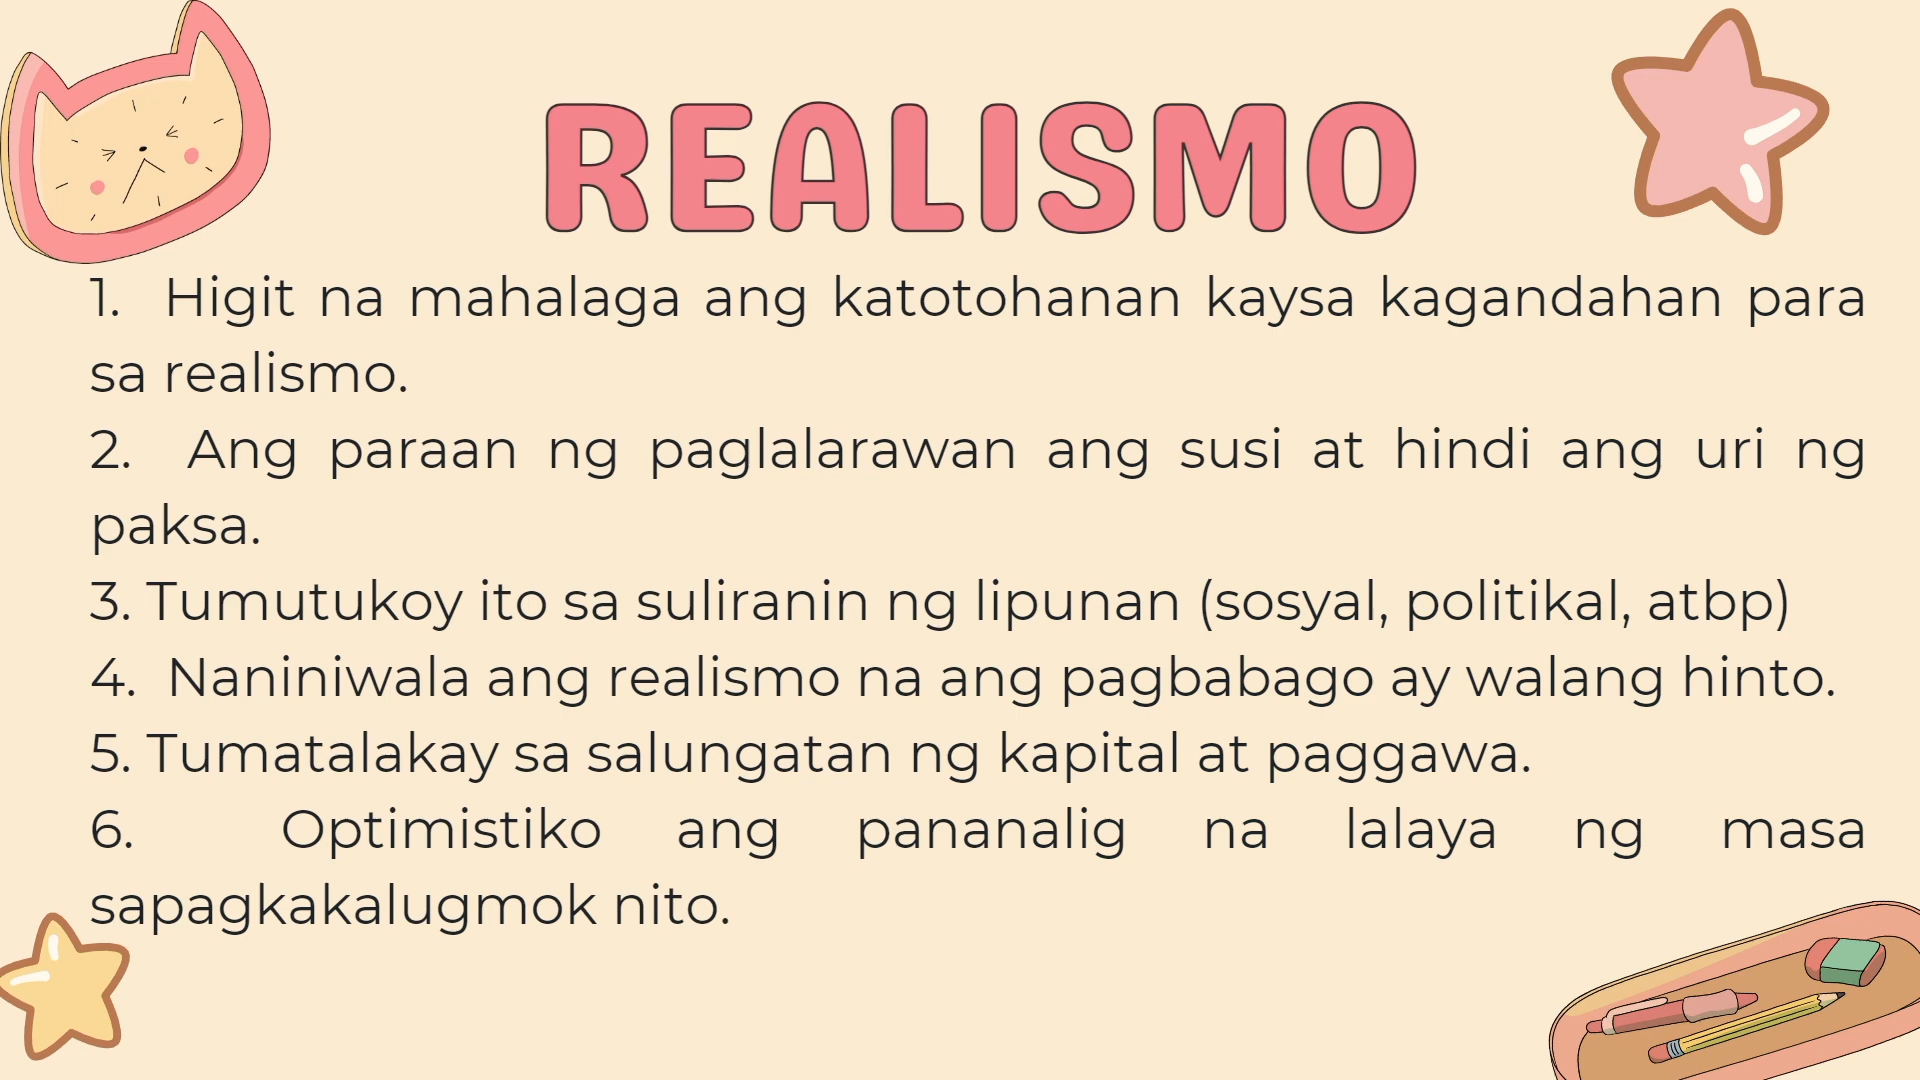 REALISMO
1. Higit na mahalaga ang katotohanan kaysa kagandahan para
sa realismo.
2. Ang paraan ng paglalarawan ang susi at hindi ang uri ng
paksa.
3. Tumutukoy ito sa suliranin ng lipunan (sosyal, politikal, atbp)
4. Naniniwala ang realismo na ang pagbabago ay walang hinto.
5. Tumatalakay sa salungatan ng kapital at paggawa.
6. Optimistiko ang pananalig na lalaya ng masa
sapagkakalugmok nito.